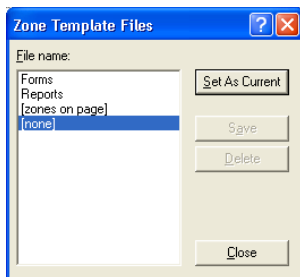 Zone Template Files
File name:
Forms
Reports
[zones on page]
[none]
Set As Current
Save
Delete
Close